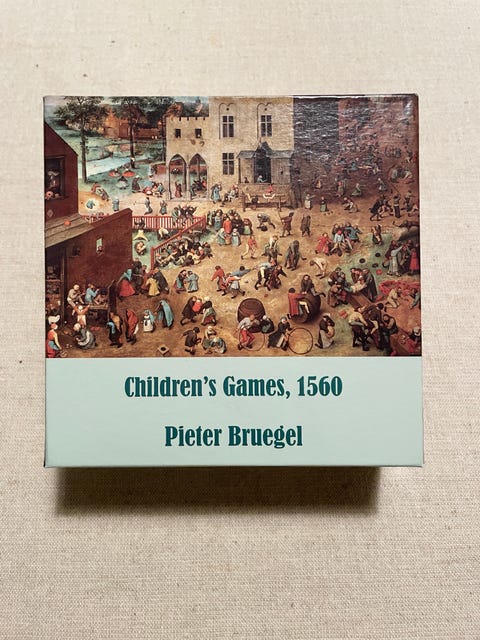 Children's Games, 1560
Pieter Bruegel